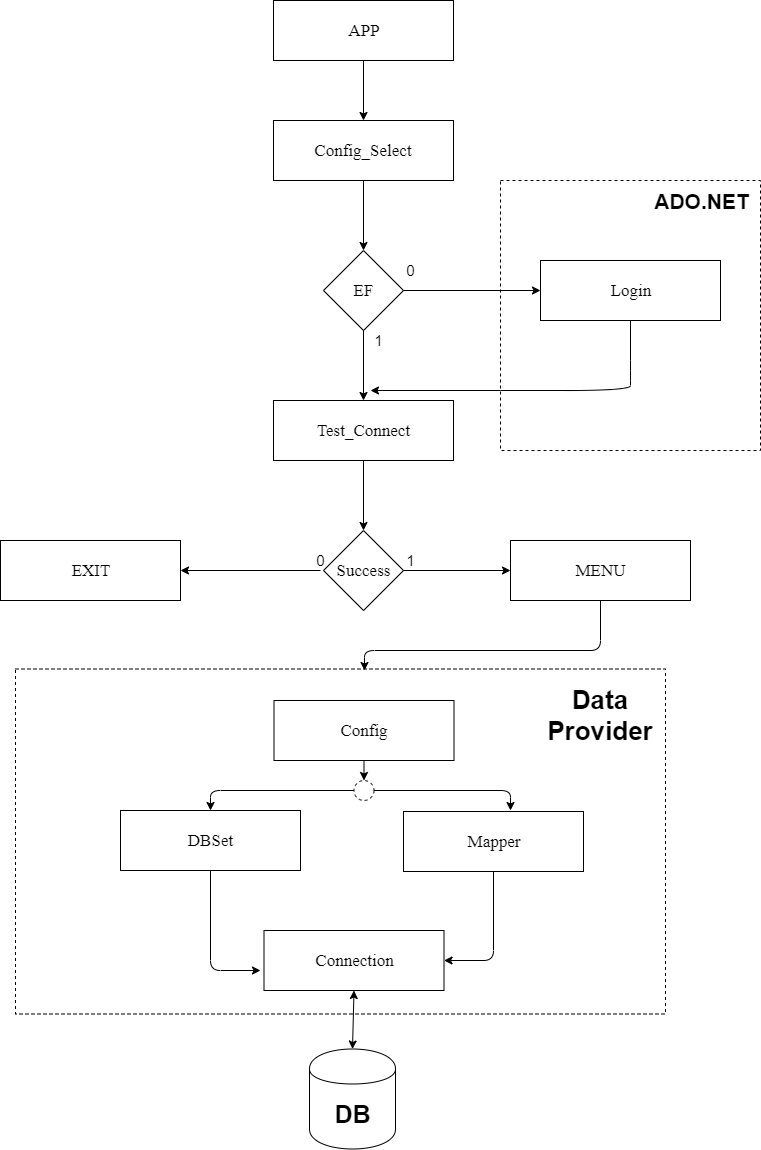 APP
Config_Select
ADO.NET
0
EF
Login
1
Test_Connect
0
1
EXIT
Success
MENU
Data
Provider
Config
DBSet
Mapper
Connection
DB